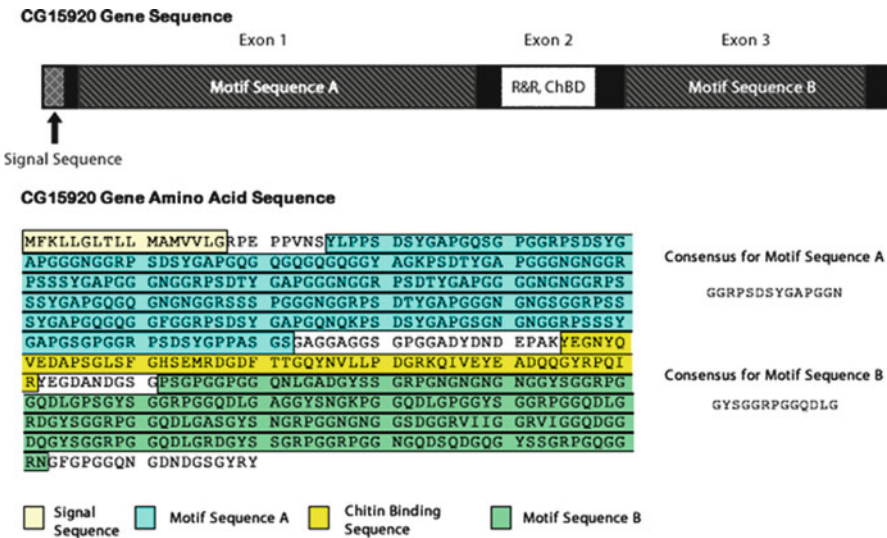 CG15920 Gene Sequence
Exon 1 Exon 2 Exon 3
Motif Sequence A R&R, ChBD Motif Sequence B
Signal Sequence
CG15920 Gene Amino Acid Sequence
MFKLLGLTLL MAMVVLGRPE PPVNSYLPPS DSYGAPGQSG PGGRPSDSYG
APGGGNGGRP SDSYGAPGQG QGQGQGQGGY AGKPSDTYGA PGGGNGNGGR
PSSSYGAPGG GNGGRPSDTY GAPGGGNGGR PSDTYGAPGG GGNGNGGRPS
SSYGAPGQGQ GNGNGGRSSS PGGGNGGRPS DTYGAPGGGN GNGSGGRPSS
SYGAPGQGQG GFGGRPSDSY GAPGQNQKPS DSYGAPGSGN GNGGRPSSSY
GAPGSGPGGR PSDSYGPPAS GSGAGGAGGS GPGGADYDND EPAKYEGNYQ
VEDAPSGLSF GHSEMRDGDF TTGQYNVLLP DGRKQIVEYE ADQQGYRPQI
RYEGDANDGS GPSGPGGPGG QNLGADGYSS GRPGNGNGNG NGGYSGGRPG
GQDLGPSGYS GGRPGGQDLG AGGYSNGKPG GQDLGPGGYS GGRPGGQDLG
RDGYSGGRPG GQDLGASGYS NGRPGGNGNG GSDGGRVIIG GRVIGGQDGG
DQGYSGGRPG GQDLGRDGYS SGRPGGRPGG NGQDSQDGQG YSSGRPGQGG
RNGFGPGGQN GDNDGSGYRY
Consensus for Motif Sequence A
GGRPSDSYGAPGGN
Consensus for Motif Sequence B
GYSGGRPGGQDLG
Signal Sequence
Motif Sequence A
Chitin Binding Sequence
Motif Sequence B